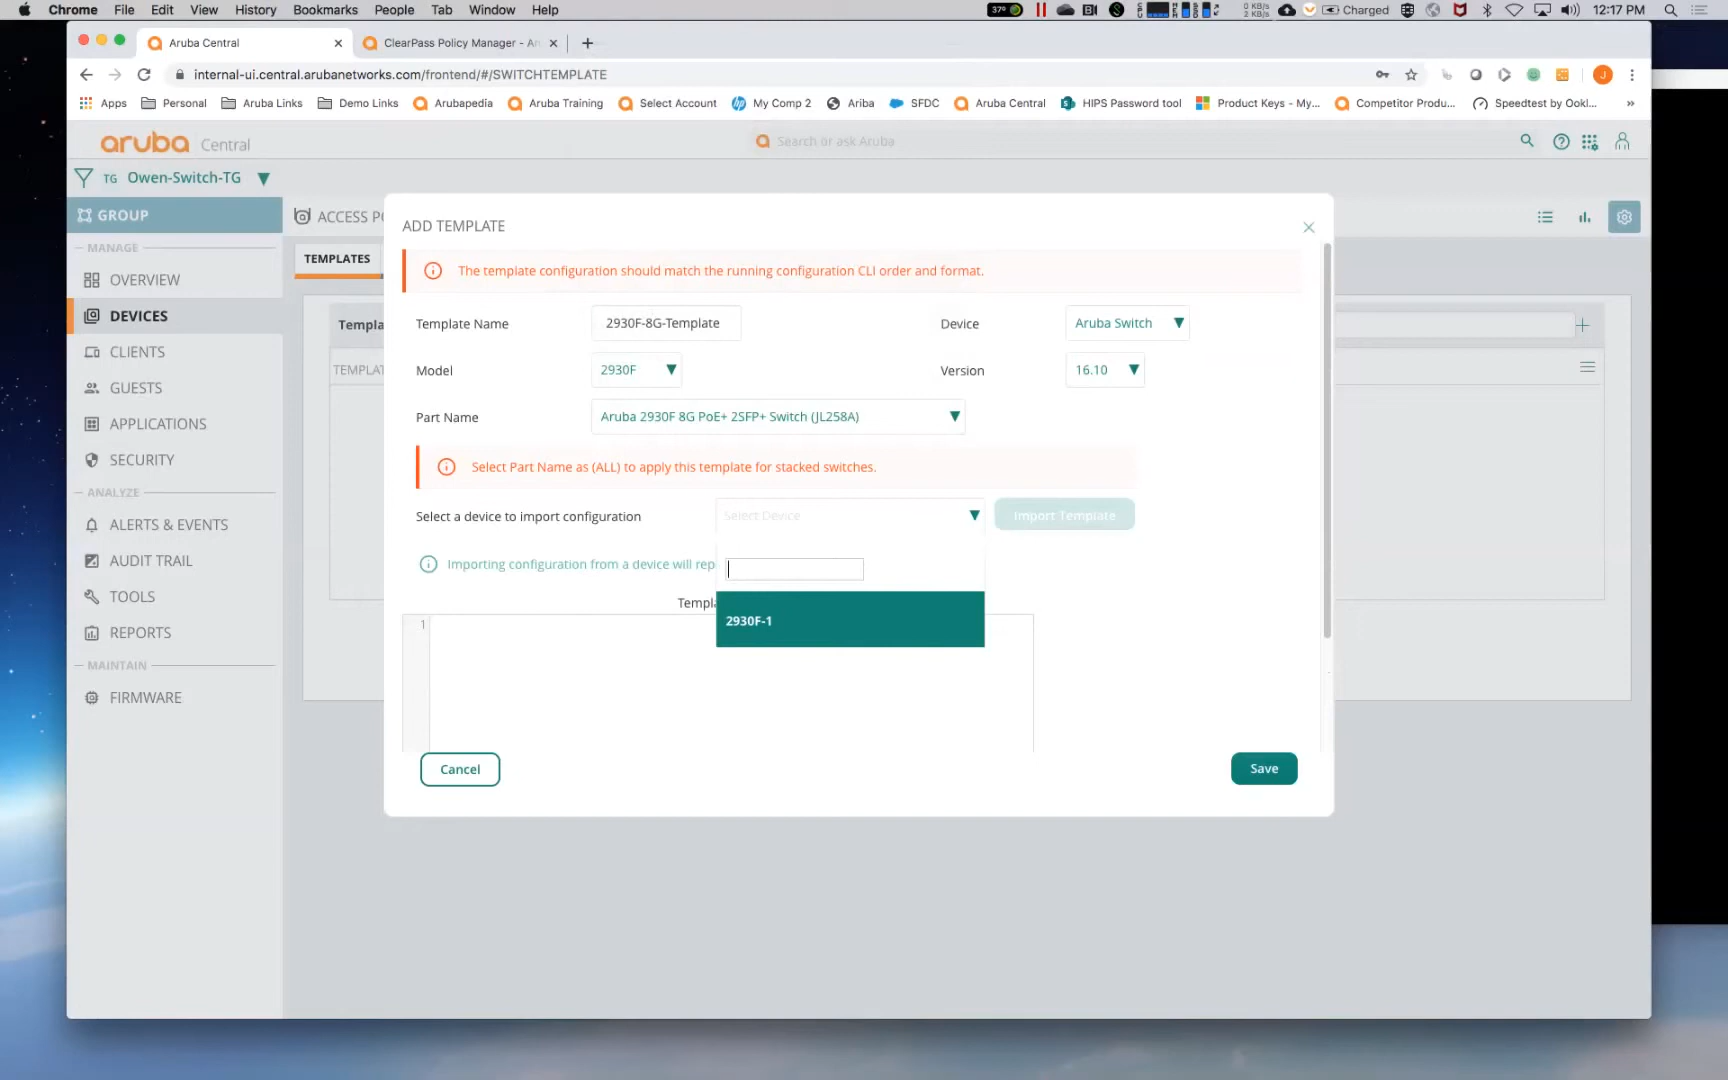 Chrome File Edit View History Bookmarks People Tab Window Help 37° 0 KB/s 2 KB/s Charged 12:17 PM
Aruba Central ClearPass Policy Manager - Ar
internal-ui.central.arubanetworks.com/frontend/#/SWITCHTEMPLATE J
Apps Personal Aruba Links Demo Links Arubapedia Aruba Training Select Account My Comp 2 Ariba SFDC Aruba Central HIPS Password tool Product Keys - My... Competitor Produ... Speedtest by Ookl... »
aruba Central Search or ask Aruba
TG Owen-Switch-TG
GROUP
ACCESS PO
MANAGE
OVERVIEW
DEVICES
CLIENTS
GUESTS
APPLICATIONS
SECURITY
ANALYZE
ALERTS & EVENTS
AUDIT TRAIL
TOOLS
REPORTS
MAINTAIN
FIRMWARE
TEMPLATES
Templa
TEMPLAT
ADD TEMPLATE
The template configuration should match the running configuration CLI order and format.
Template Name 2930F-8G-Template Device Aruba Switch
Model 2930F Version 16.10
Part Name Aruba 2930F 8G PoE+ 2SFP+ Switch (JL258A)
Select Part Name as (ALL) to apply this template for stacked switches.
Select a device to import configuration Select Device Import Template
Importing configuration from a device will rep
2930F-1
Templa
1
Cancel Save